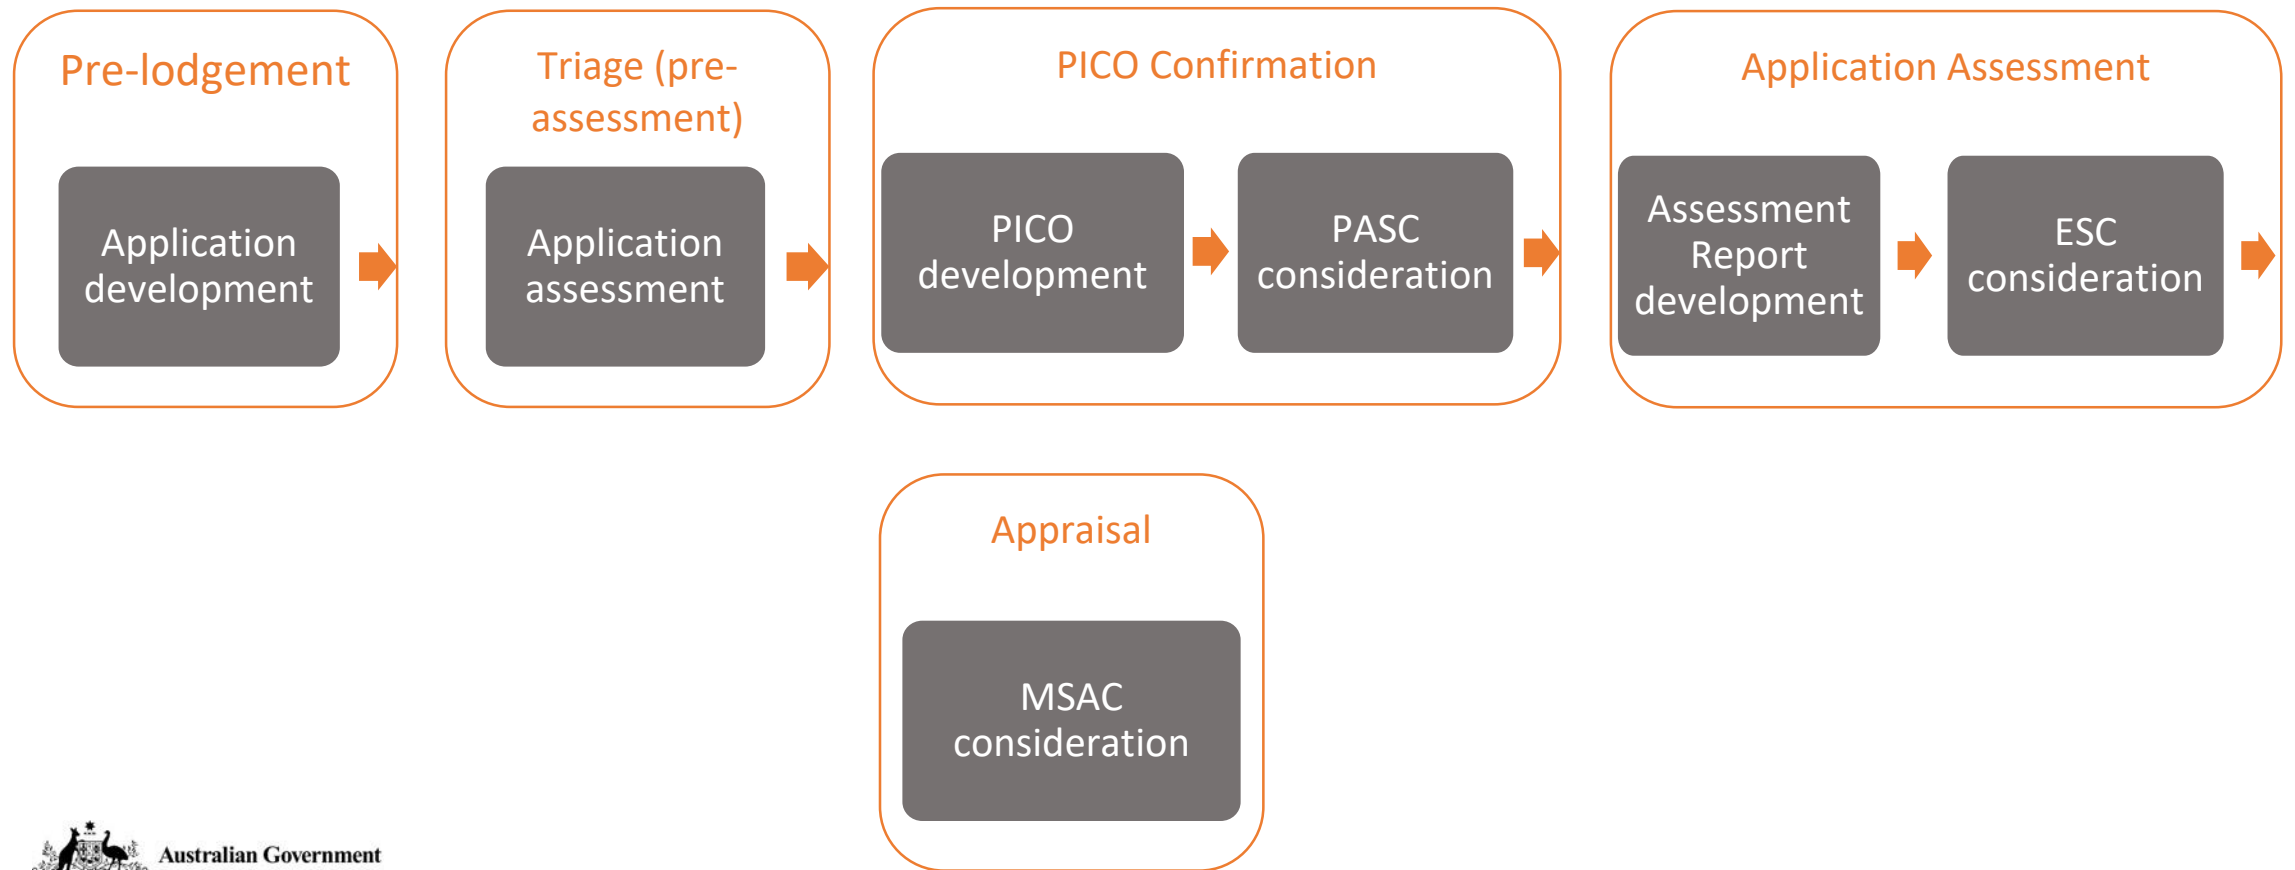 Pre-lodgement
Application
development
Triage (pre-
assessment)
Application
assessment
PICO Confirmation
PICO
development
PASC
consideration
Application Assessment
Assessment
Report
development
ESC
consideration
Appraisal
MSAC
consideration
Australian Government